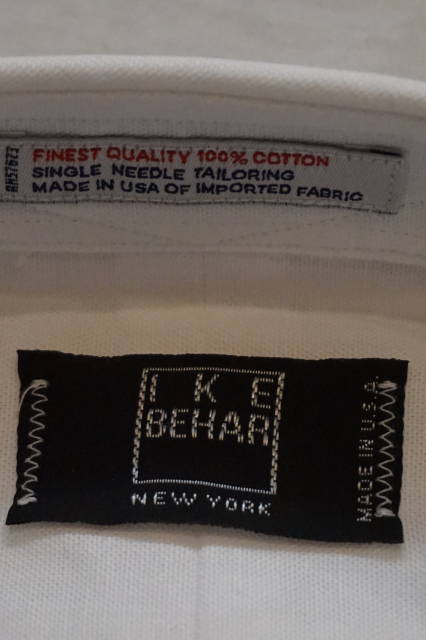 FINEST QUALITY 100% COTTON
SINGLE NEEDLE TAILORING
MADE IN USA OF IMPORTED FABRIC
IKE
BEHAR
NEW YORK
MADE IN U.S.A.